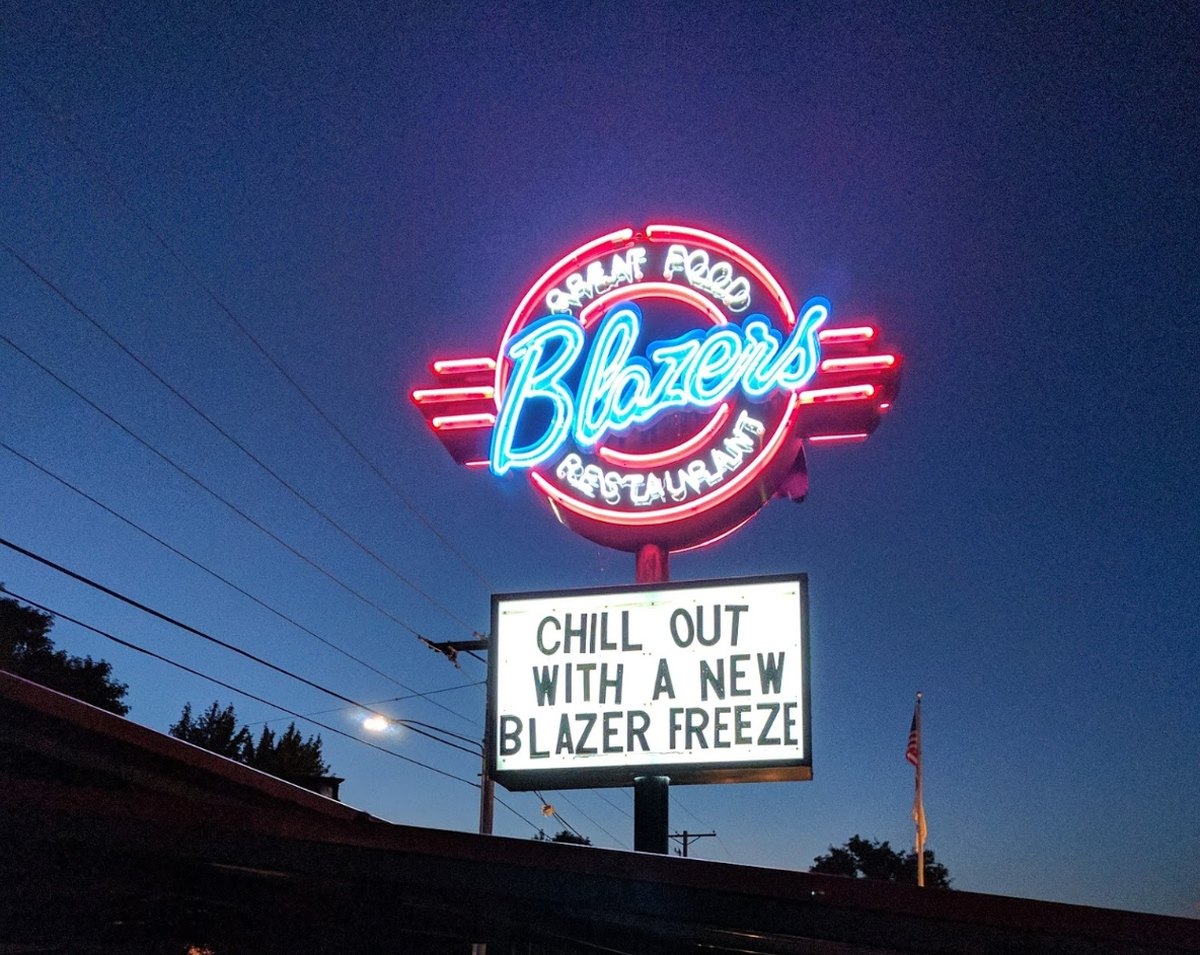 GREAT FOOD
Blazers
RESTAURANT
CHILL OUT
WITH A NEW
BLAZER FREEZE